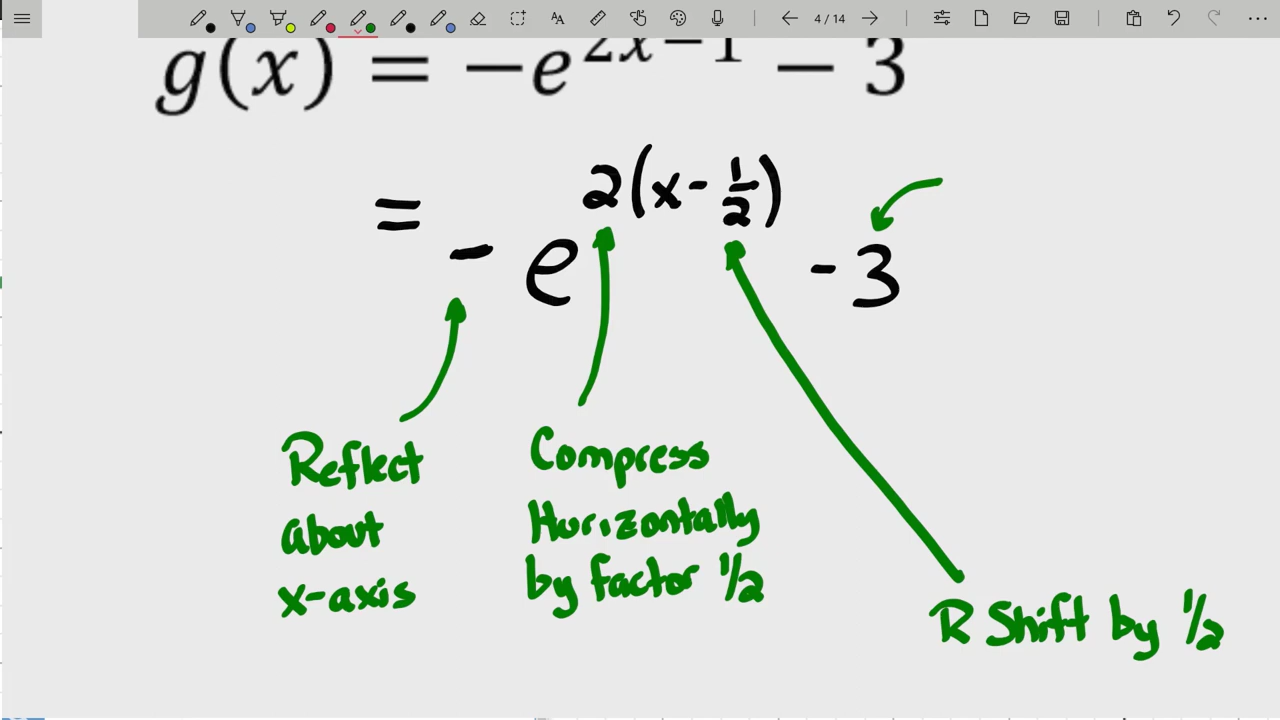 4 / 14
g(x) = −e^{2x−1} − 3
= - e^{2(x - 1/2)} - 3
Reflect
about
x-axis
Compress
Horizontally
by factor 1/2
R Shift by 1/2